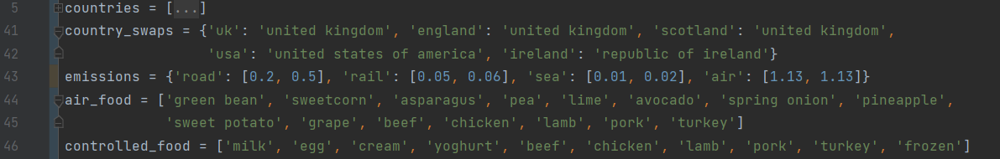 5 countries = [...]
41 country_swaps = {'uk': 'united kingdom', 'england': 'united kingdom', 'scotland': 'united kingdom',
42 'usa': 'united states of america', 'ireland': 'republic of ireland'}
43 emissions = {'road': [0.2, 0.5], 'rail': [0.05, 0.06], 'sea': [0.01, 0.02], 'air': [1.13, 1.13]}
44 air_food = ['green bean', 'sweetcorn', 'asparagus', 'pea', 'lime', 'avocado', 'spring onion', 'pineapple',
45 'sweet potato', 'grape', 'beef', 'chicken', 'lamb', 'pork', 'turkey']
46 controlled_food = ['milk', 'egg', 'cream', 'yoghurt', 'beef', 'chicken', 'lamb', 'pork', 'turkey', 'frozen']